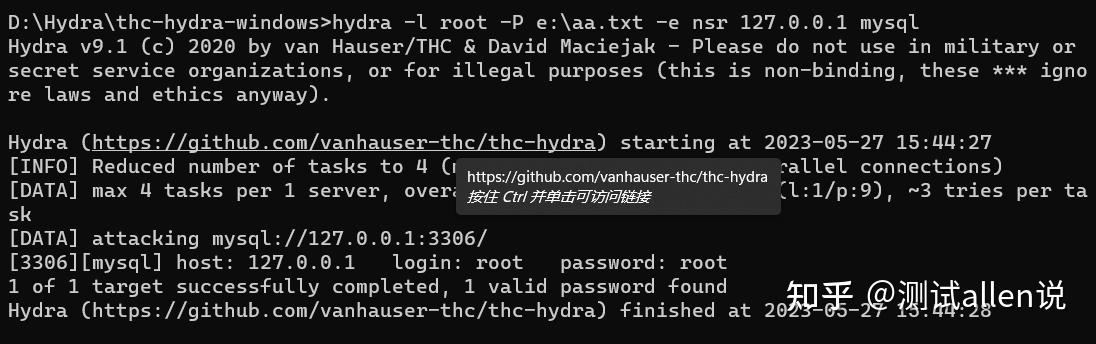 D:\Hydra\thc-hydra-windows>hydra -l root -P e:\aa.txt -e nsr 127.0.0.1 mysql
Hydra v9.1 (c) 2020 by van Hauser/THC & David Maciejak - Please do not use in military or
secret service organizations, or for illegal purposes (this is non-binding, these *** igno
re laws and ethics anyway).
Hydra (https://github.com/vanhauser-thc/thc-hydra) starting at 2023-05-27 15:44:27
[INFO] Reduced number of tasks to 4 ( connections)
https://github.com/vanhauser-thc/thc-hydra
按住 Ctrl 并单击可访问链接
[DATA] max 4 tasks per 1 server, (l:1/p:9), ~3 tries per ta
sk
[DATA] attacking mysql://127.0.0.1:3306/
[3306][mysql] host: 127.0.0.1 login: root password: root
1 of 1 target successfully completed, 1 valid password found
Hydra (https://github.com/vanhauser-thc/thc-hydra) finished at 2023-05-27 15:44:28
知乎 @测试allen说